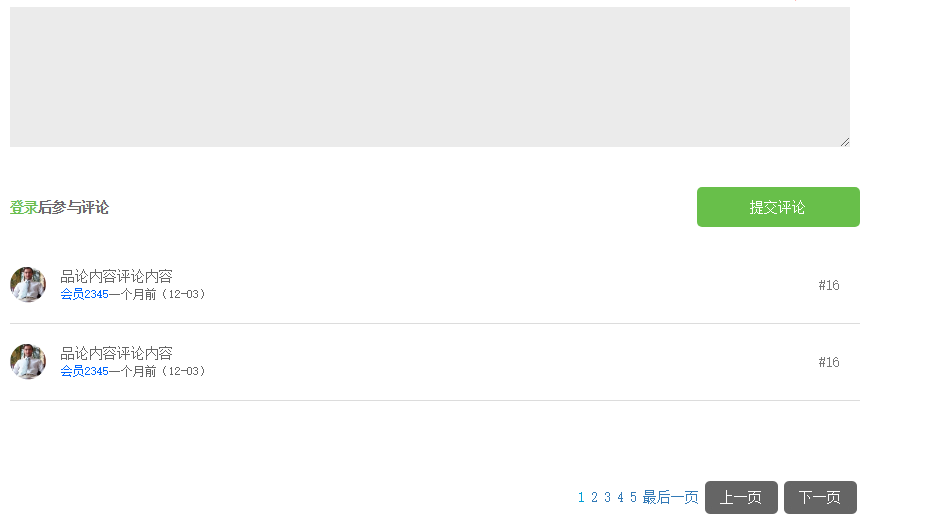 登录后参与评论
提交评论
品论内容评论内容
会员2345一个月前（12-03）
#16
品论内容评论内容
会员2345一个月前（12-03）
#16
1 2 3 4 5 最后一页 上一页 下一页